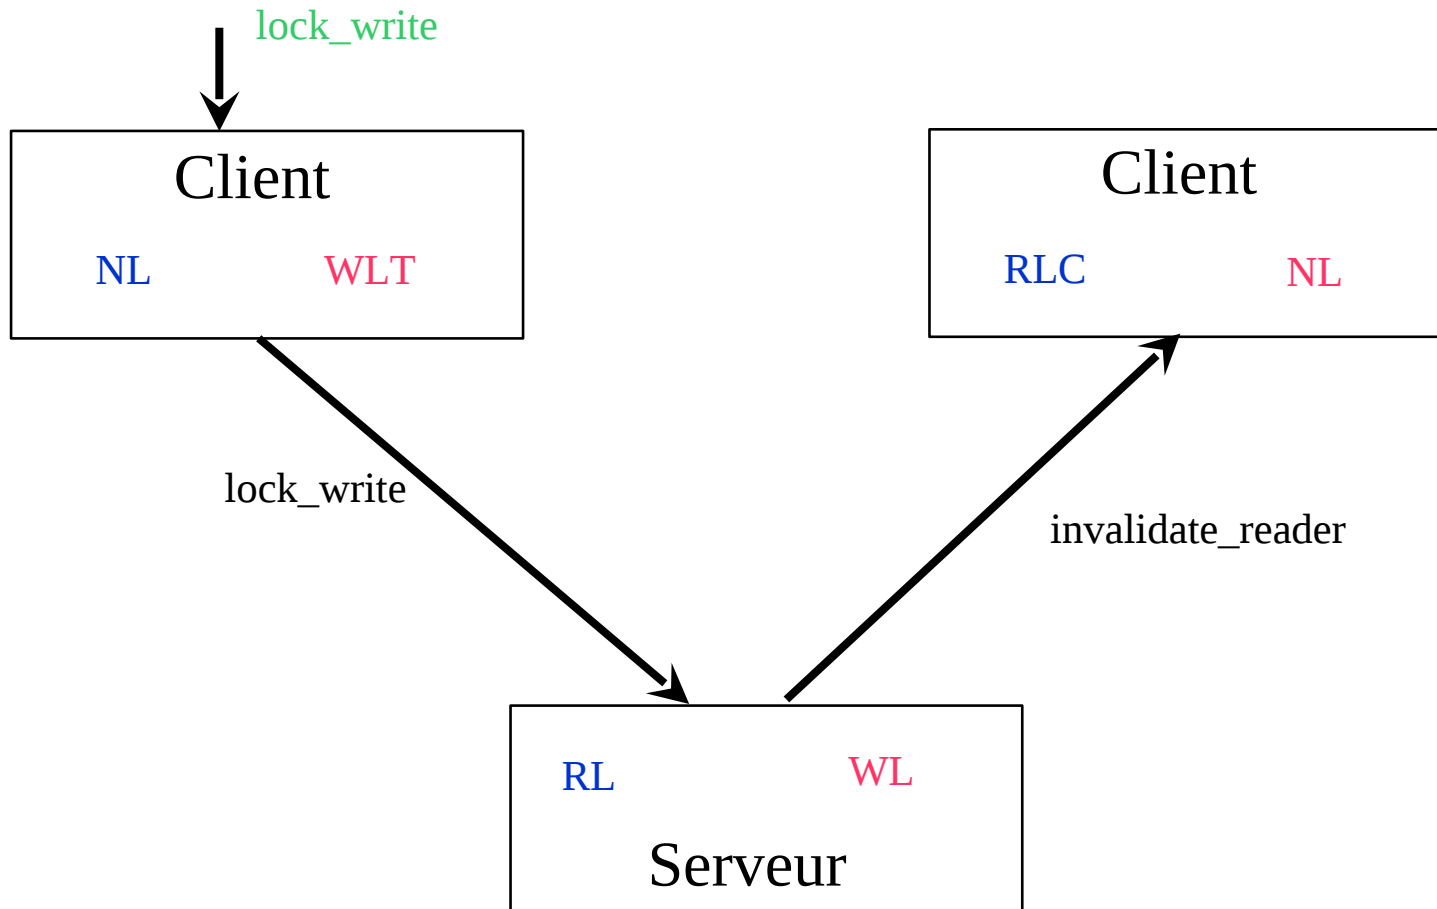 lock_write
Client
NL WLT
Client
RLC NL
lock_write
invalidate_reader
RL WL
Serveur